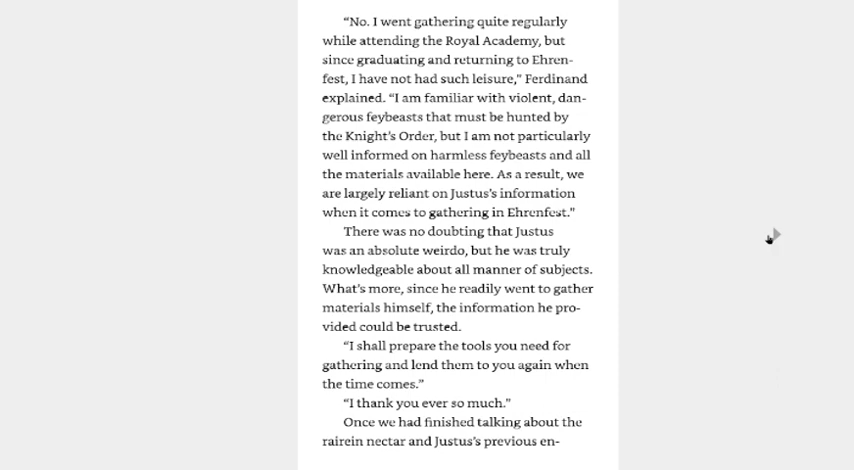 “No. I went gathering quite regularly
while attending the Royal Academy, but
since graduating and returning to Ehren-
fest, I have not had such leisure,” Ferdinand
explained. “I am familiar with violent, dan-
gerous feybeasts that must be hunted by
the Knight’s Order, but I am not particularly
well informed on harmless feybeasts and all
the materials available here. As a result, we
are largely reliant on Justus’s information
when it comes to gathering in Ehrenfest.”
There was no doubting that Justus
was an absolute weirdo, but he was truly
knowledgeable about all manner of subjects.
What’s more, since he readily went to gather
materials himself, the information he pro-
vided could be trusted.
“I shall prepare the tools you need for
gathering and lend them to you again when
the time comes.”
“I thank you ever so much.”
Once we had finished talking about the
rairein nectar and Justus’s previous en-